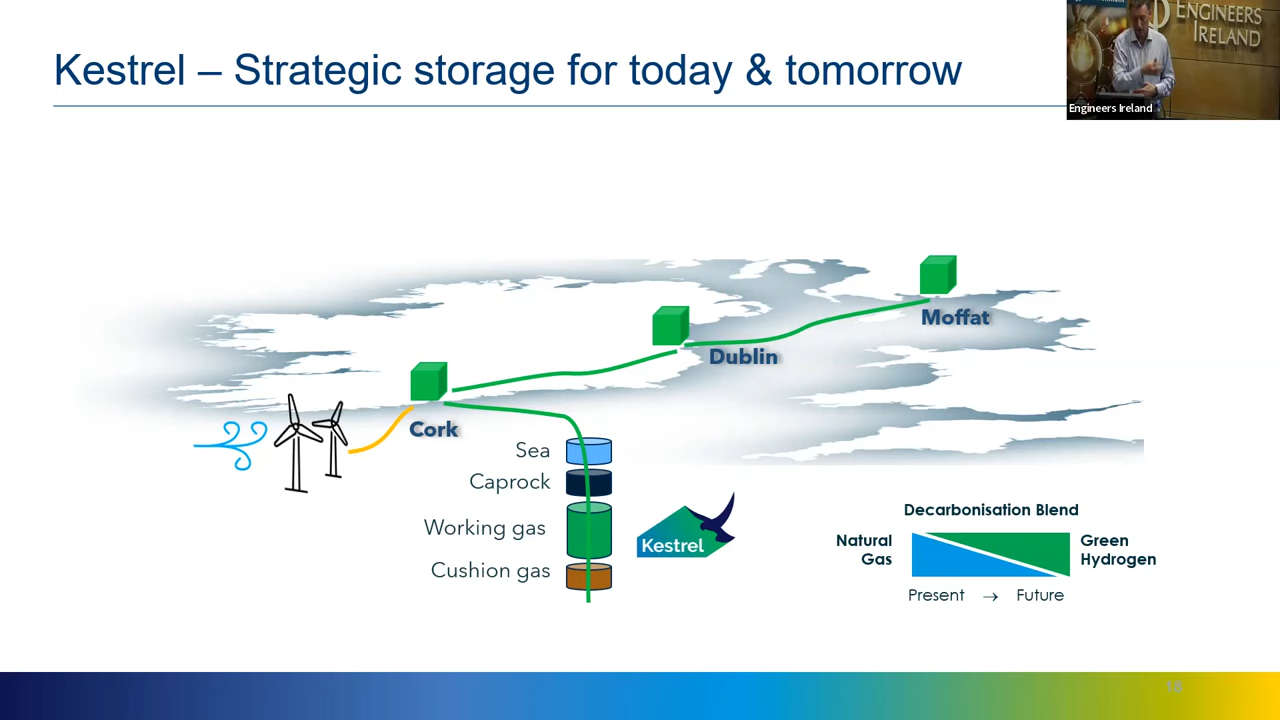 Kestrel – Strategic storage for today & tomorrow
ENGINEERS
IRELAND
Engineers Ireland
Moffat
Dublin
Cork
Sea
Caprock
Working gas
Cushion gas
Kestrel
Decarbonisation Blend
Natural
Gas
Green
Hydrogen
Present → Future
18